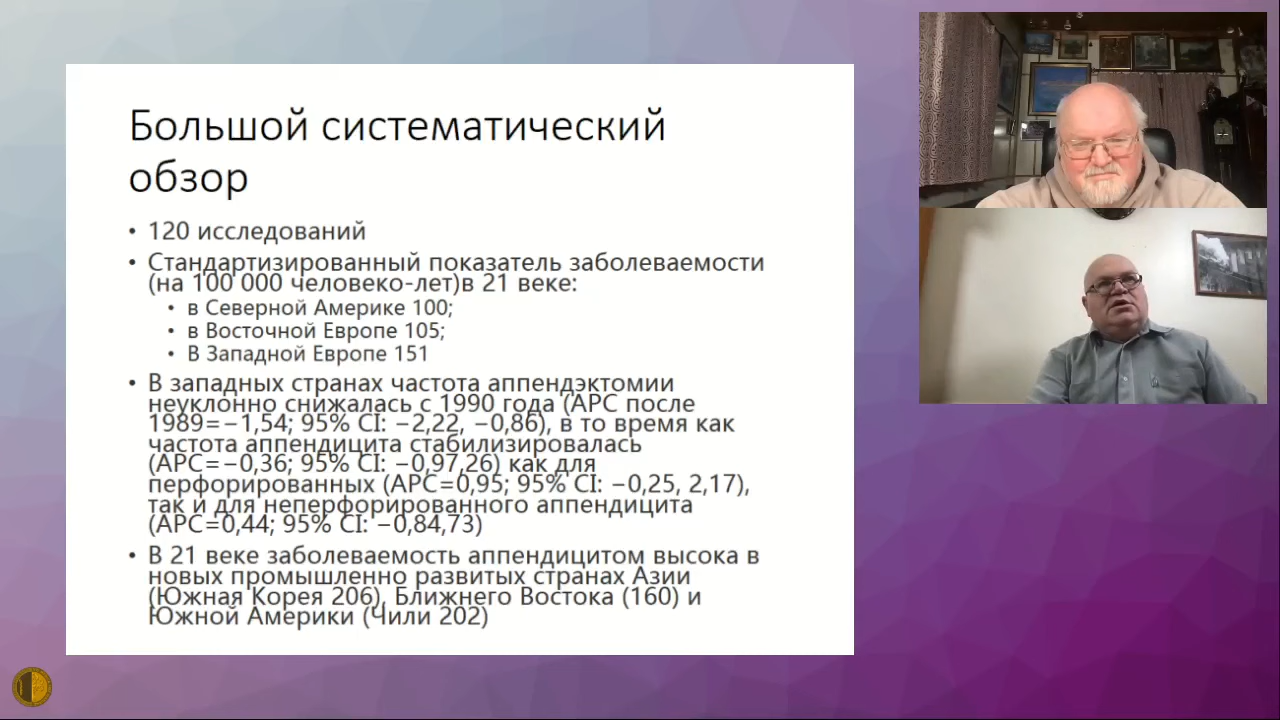 Большой систематический
обзор
• 120 исследований
• Стандартизированный показатель заболеваемости
(на 100 000 человеко-лет)в 21 веке:
• в Северной Америке 100;
• в Восточной Европе 105;
• В Западной Европе 151
• В западных странах частота аппендэктомии
неуклонно снижалась с 1990 года (APC после
1989=−1,54; 95% CI: −2,22, −0,86), в то время как
частота аппендицита стабилизировалась
(APC=−0,36; 95% CI: −0,97,26) как для
перфорированных (APC=0,95; 95% CI: −0,25, 2,17),
так и для неперфорированного аппендицита
(APC=0,44; 95% CI: −0,84,73)
• В 21 веке заболеваемость аппендицитом высока в
новых промышленно развитых странах Азии
(Южная Корея 206), Ближнего Востока (160) и
Южной Америки (Чили 202)